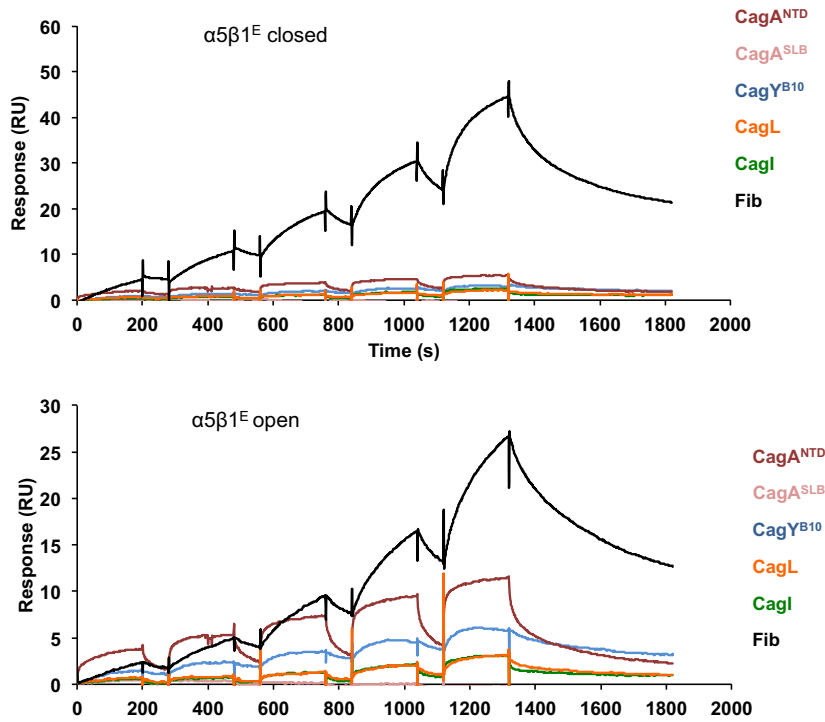 α5β1ᴱ closed
Response (RU)
60
50
40
30
20
10
0
0 200 400 600 800 1000 1200 1400 1600 1800 2000
Time (s)
CagAᴺᵀᴰ
CagAˢᴸᴮ
CagYᴮ¹⁰
CagL
CagI
Fib
α5β1ᴱ open
Response (RU)
30
25
20
15
10
5
0
0 200 400 600 800 1000 1200 1400 1600 1800 2000
CagAᴺᵀᴰ
CagAˢᴸᴮ
CagYᴮ¹⁰
CagL
CagI
Fib